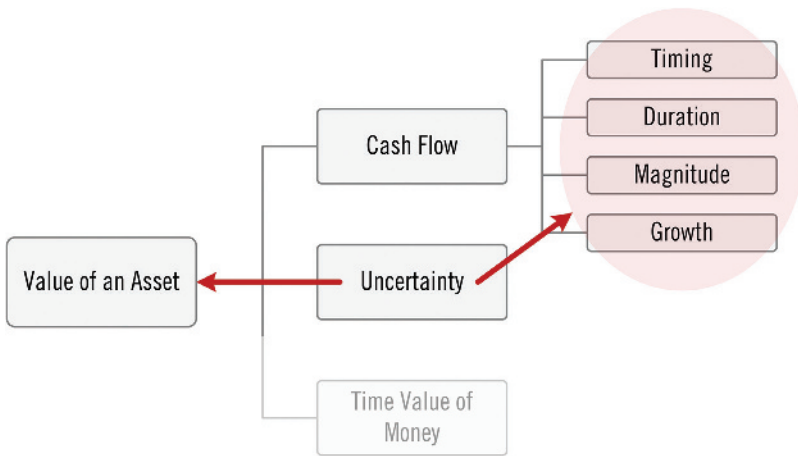 Timing
Duration
Cash Flow
Magnitude
Growth
Value of an Asset
Uncertainty
Time Value of
Money